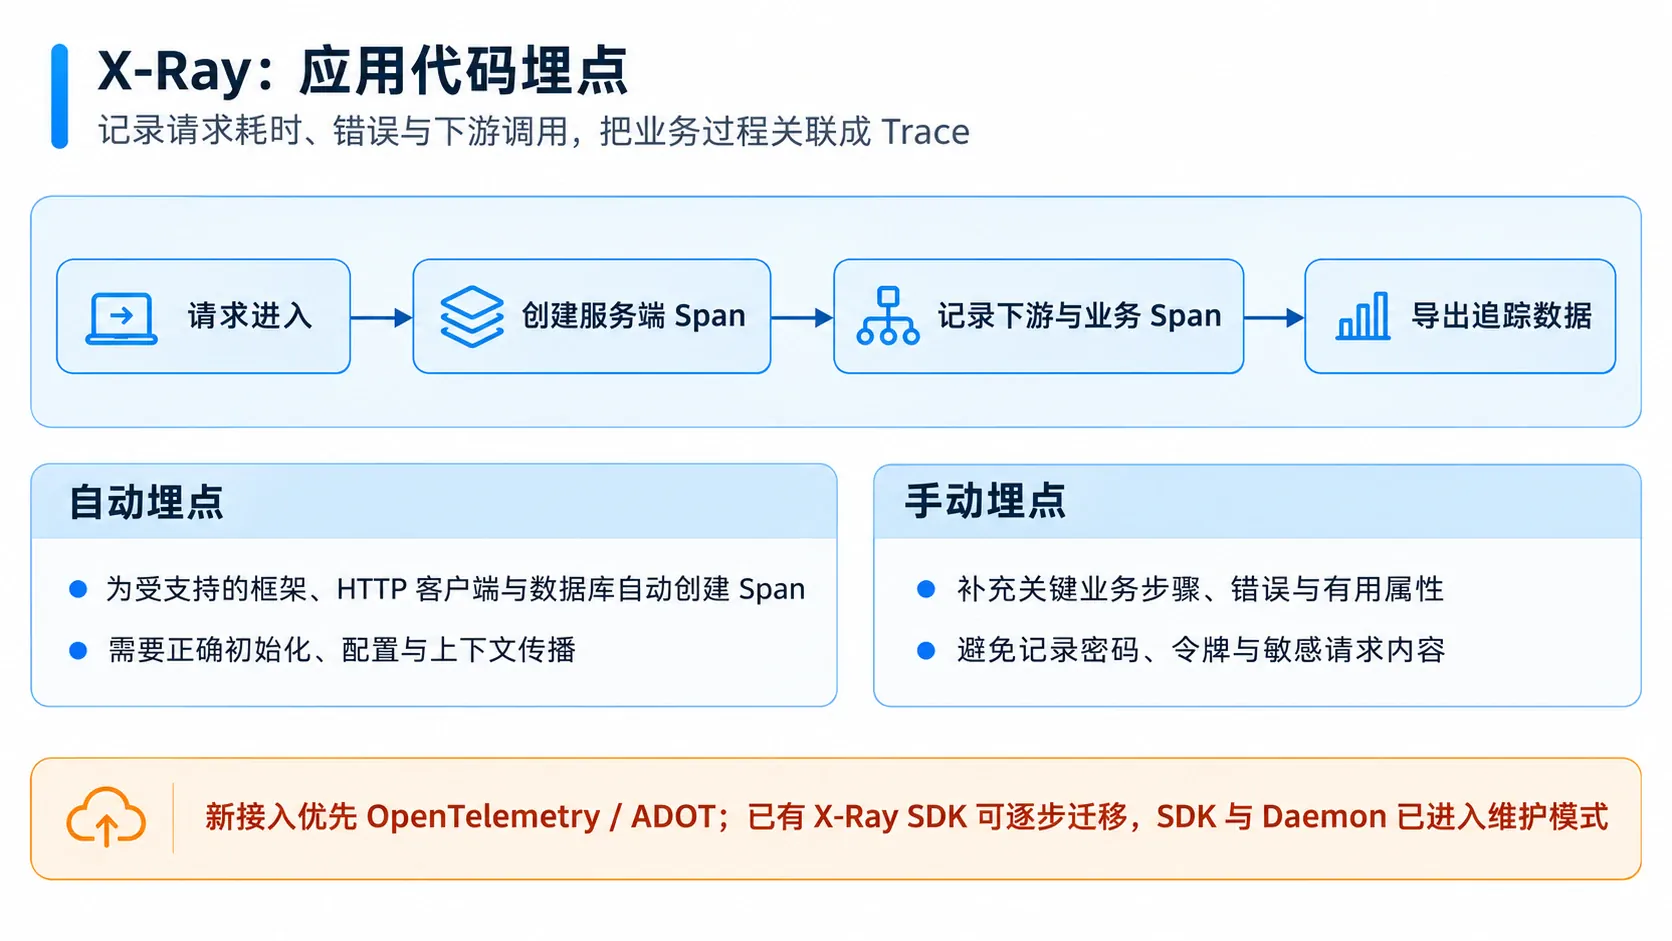 X-Ray：应用代码埋点
记录请求耗时、错误与下游调用，把业务过程关联成 Trace
请求进入
创建服务端 Span
记录下游与业务 Span
导出追踪数据
自动埋点
为受支持的框架、HTTP 客户端与数据库自动创建 Span
需要正确初始化、配置与上下文传播
手动埋点
补充关键业务步骤、错误与有用属性
避免记录密码、令牌与敏感请求内容
新接入优先 OpenTelemetry / ADOT；已有 X-Ray SDK 可逐步迁移，SDK 与 Daemon 已进入维护模式